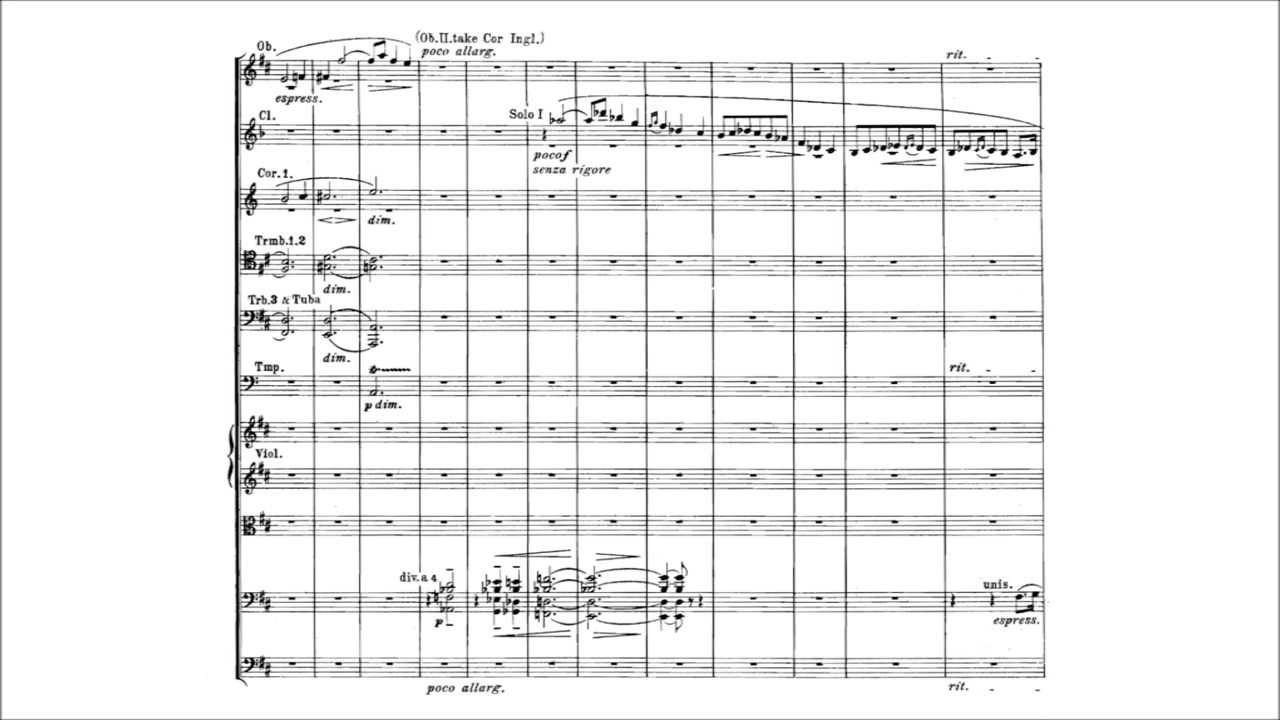 Ob.
(Ob.II.take Cor Ingl.)
poco allarg.
rit. - -
espress.
Cl.
Solo I
poco f
senza rigore
Cor.1.
dim.
Trmb.1.2
dim.
Trb.3 & Tuba
dim.
Tmp.
tr
rit. - -
p dim.
Viol.
div. a 4
p
unis.
espress.
poco allarg.
rit. - -